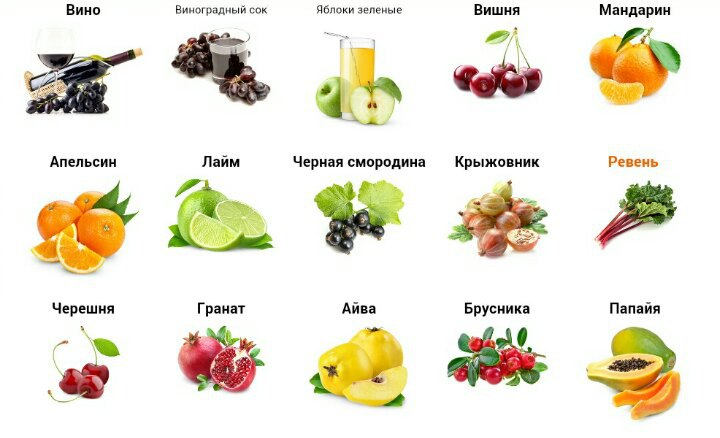 Вино
Виноградный сок
Яблоки зеленые
Вишня
Мандарин
Апельсин
Лайм
Черная смородина
Крыжовник
Ревень
Черешня
Гранат
Айва
Брусника
Папайя